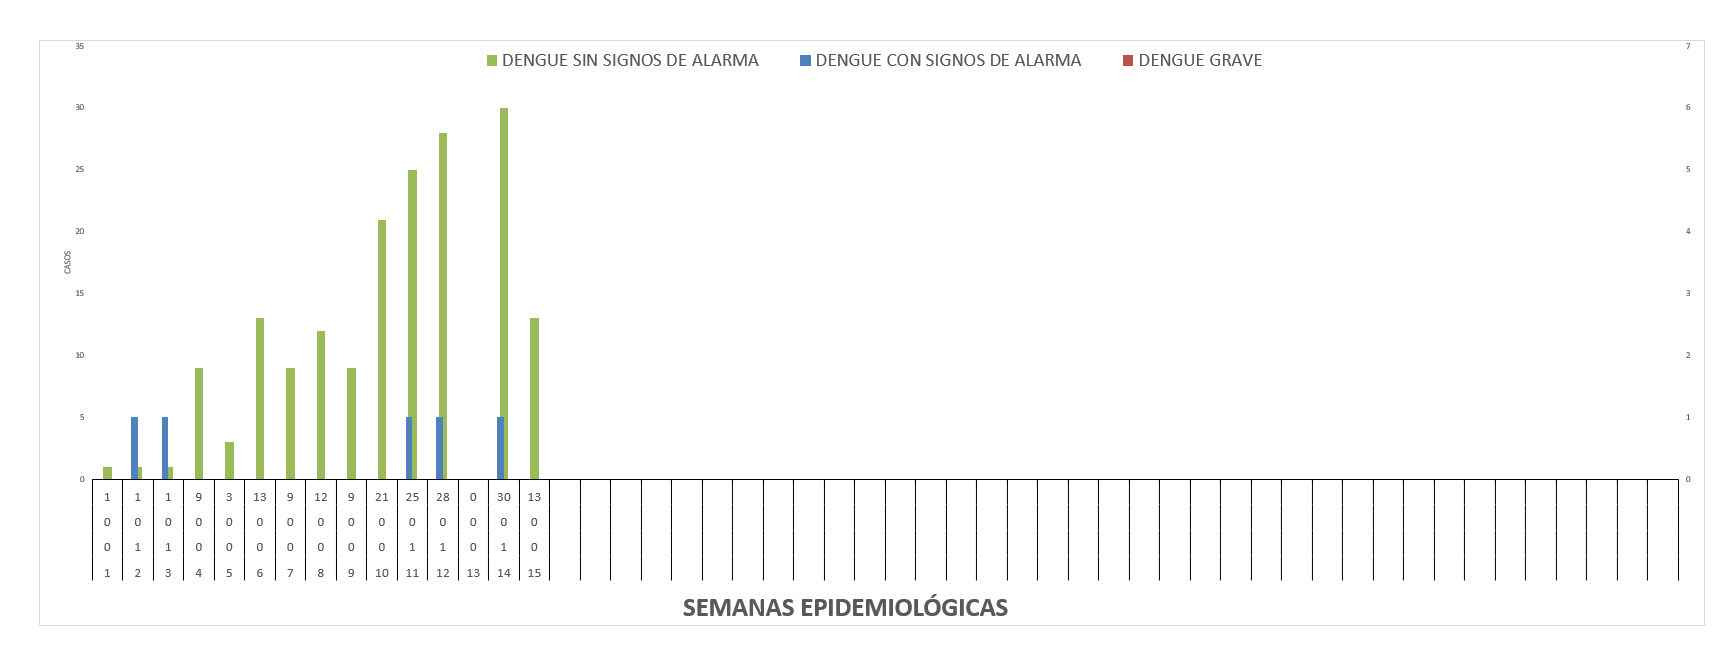 DENGUE SIN SIGNOS DE ALARMA DENGUE CON SIGNOS DE ALARMA DENGUE GRAVE
35 7
30 6
25 5
20 4
CASOS
15 3
10 2
5 1
0 0
1 1 1 9 3 13 9 12 9 21 25 28 0 30 13
0 0 0 0 0 0 0 0 0 0 0 0 0 0 0
0 1 1 0 0 0 0 0 0 0 1 1 0 1 0
1 2 3 4 5 6 7 8 9 10 11 12 13 14 15
SEMANAS EPIDEMIOLÓGICAS